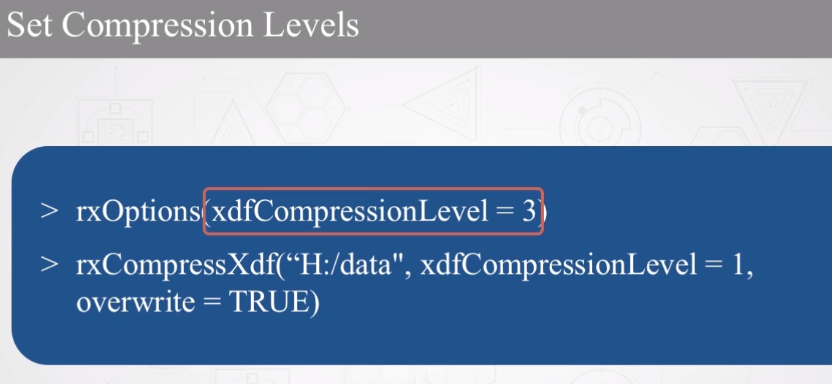 Set Compression Levels
> rxOptions(xdfCompressionLevel = 3)
> rxCompressXdf(“H:/data", xdfCompressionLevel = 1,
overwrite = TRUE)